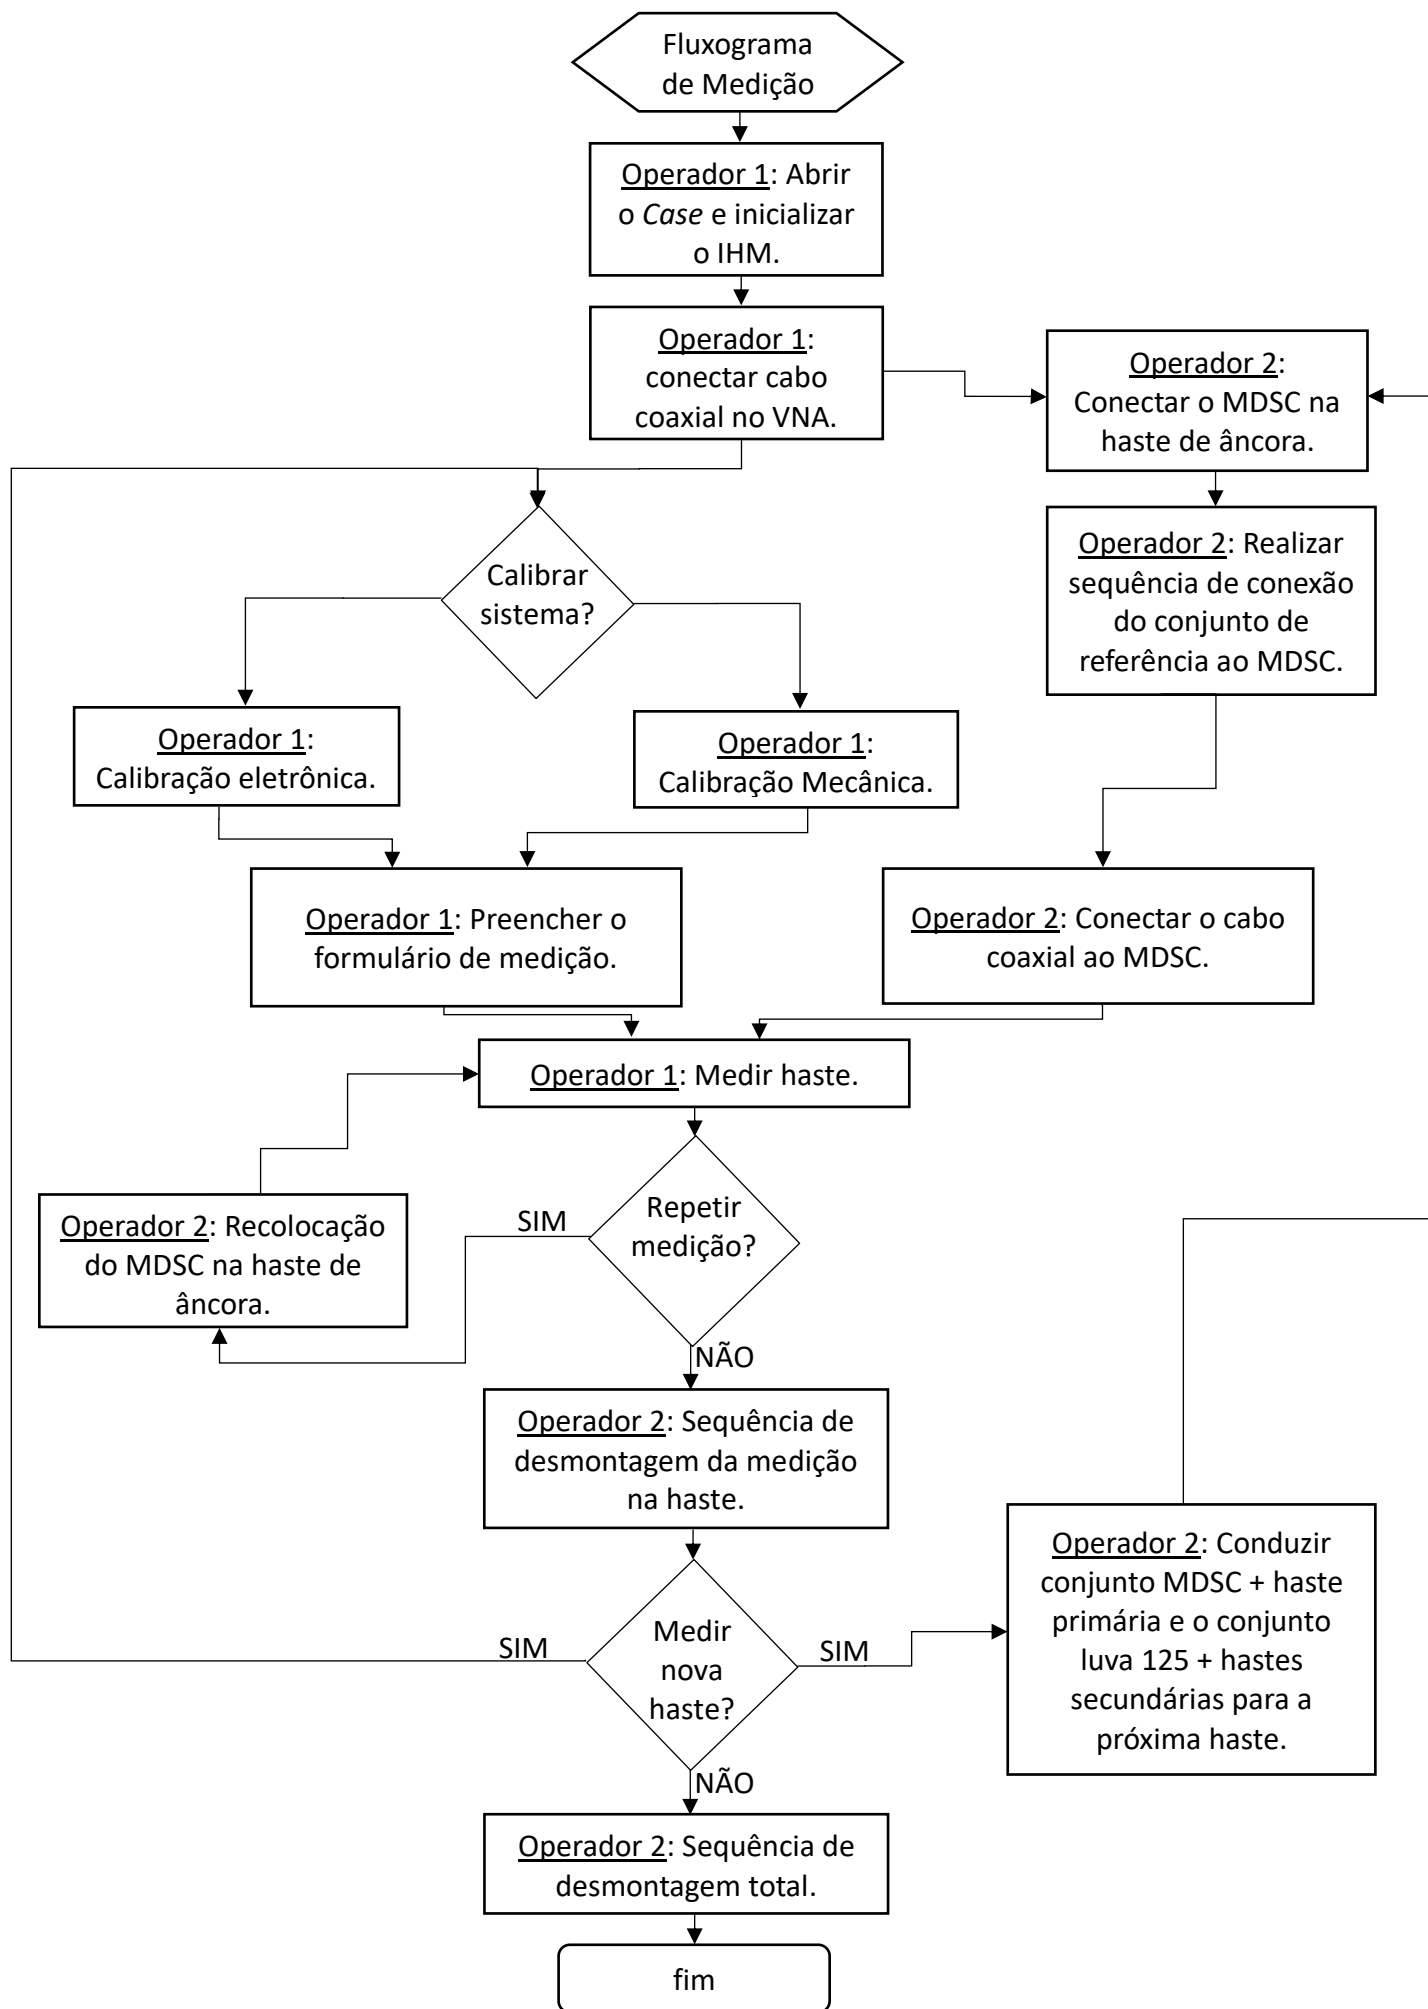 Fluxograma
de Medição
Operador 1: Abrir
o Case e inicializar
o IHM.
Operador 1:
conectar cabo
coaxial no VNA.
Operador 2:
Conectar o MDSC na
haste de âncora.
Operador 2: Realizar
sequência de conexão
do conjunto de
referência ao MDSC.
Calibrar
sistema?
Operador 1:
Calibração eletrônica.
Operador 1:
Calibração Mecânica.
Operador 1: Preencher o
formulário de medição.
Operador 2: Conectar o cabo
coaxial ao MDSC.
Operador 1: Medir haste.
Repetir
medição?
SIM
Operador 2: Recolocação
do MDSC na haste de
âncora.
NÃO
Operador 2: Sequência de
desmontagem da medição
na haste.
Medir
nova
haste?
SIM
SIM
Operador 2: Conduzir
conjunto MDSC + haste
primária e o conjunto
luva 125 + hastes
secundárias para a
próxima haste.
NÃO
Operador 2: Sequência de
desmontagem total.
fim